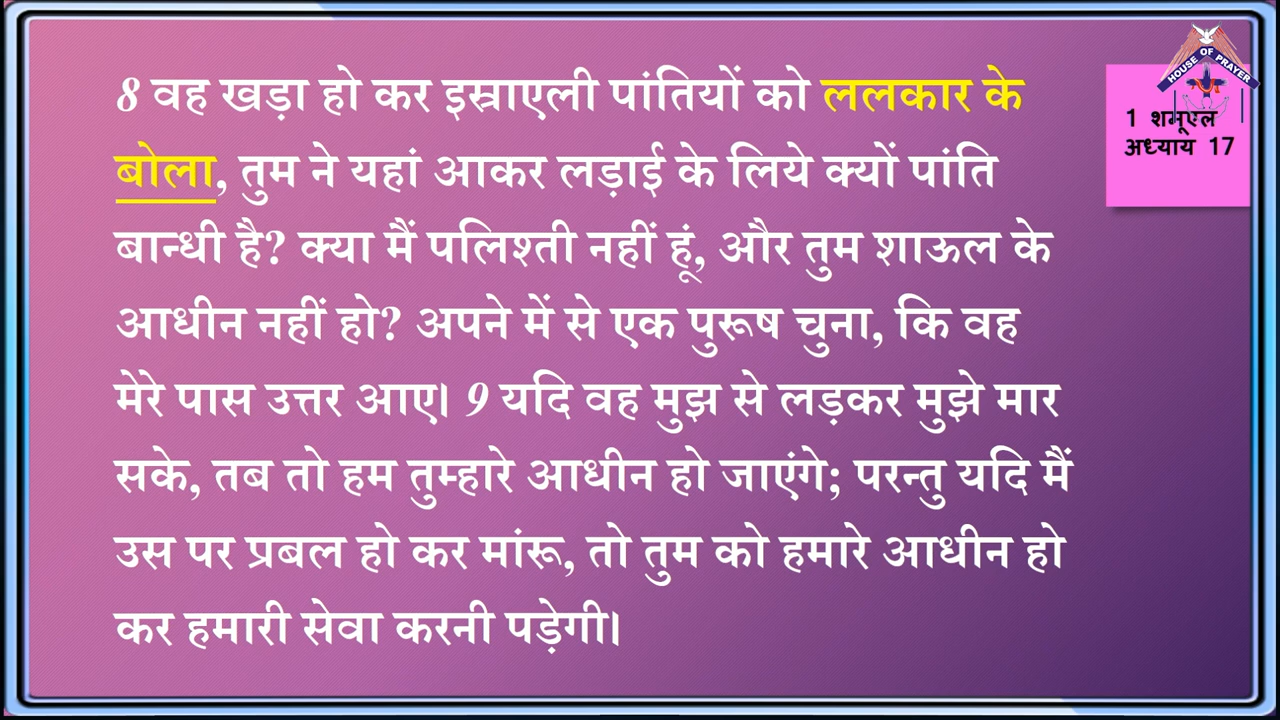 8 वह खड़ा हो कर इस्राएली पांतियों को ललकार के
बोला, तुम ने यहां आकर लड़ाई के लिये क्यों पांति
बान्धी है? क्या मैं पलिश्ती नहीं हूं, और तुम शाऊल के
आधीन नहीं हो? अपने में से एक पुरूष चुना, कि वह
मेरे पास उत्तर आए। 9 यदि वह मुझ से लड़कर मुझे मार
सके, तब तो हम तुम्हारे आधीन हो जाएंगे; परन्तु यदि मैं
उस पर प्रबल हो कर मांरू, तो तुम को हमारे आधीन हो
कर हमारी सेवा करनी पड़ेगी।
HOUSE OF PRAYER
1 शमूएल
अध्याय 17